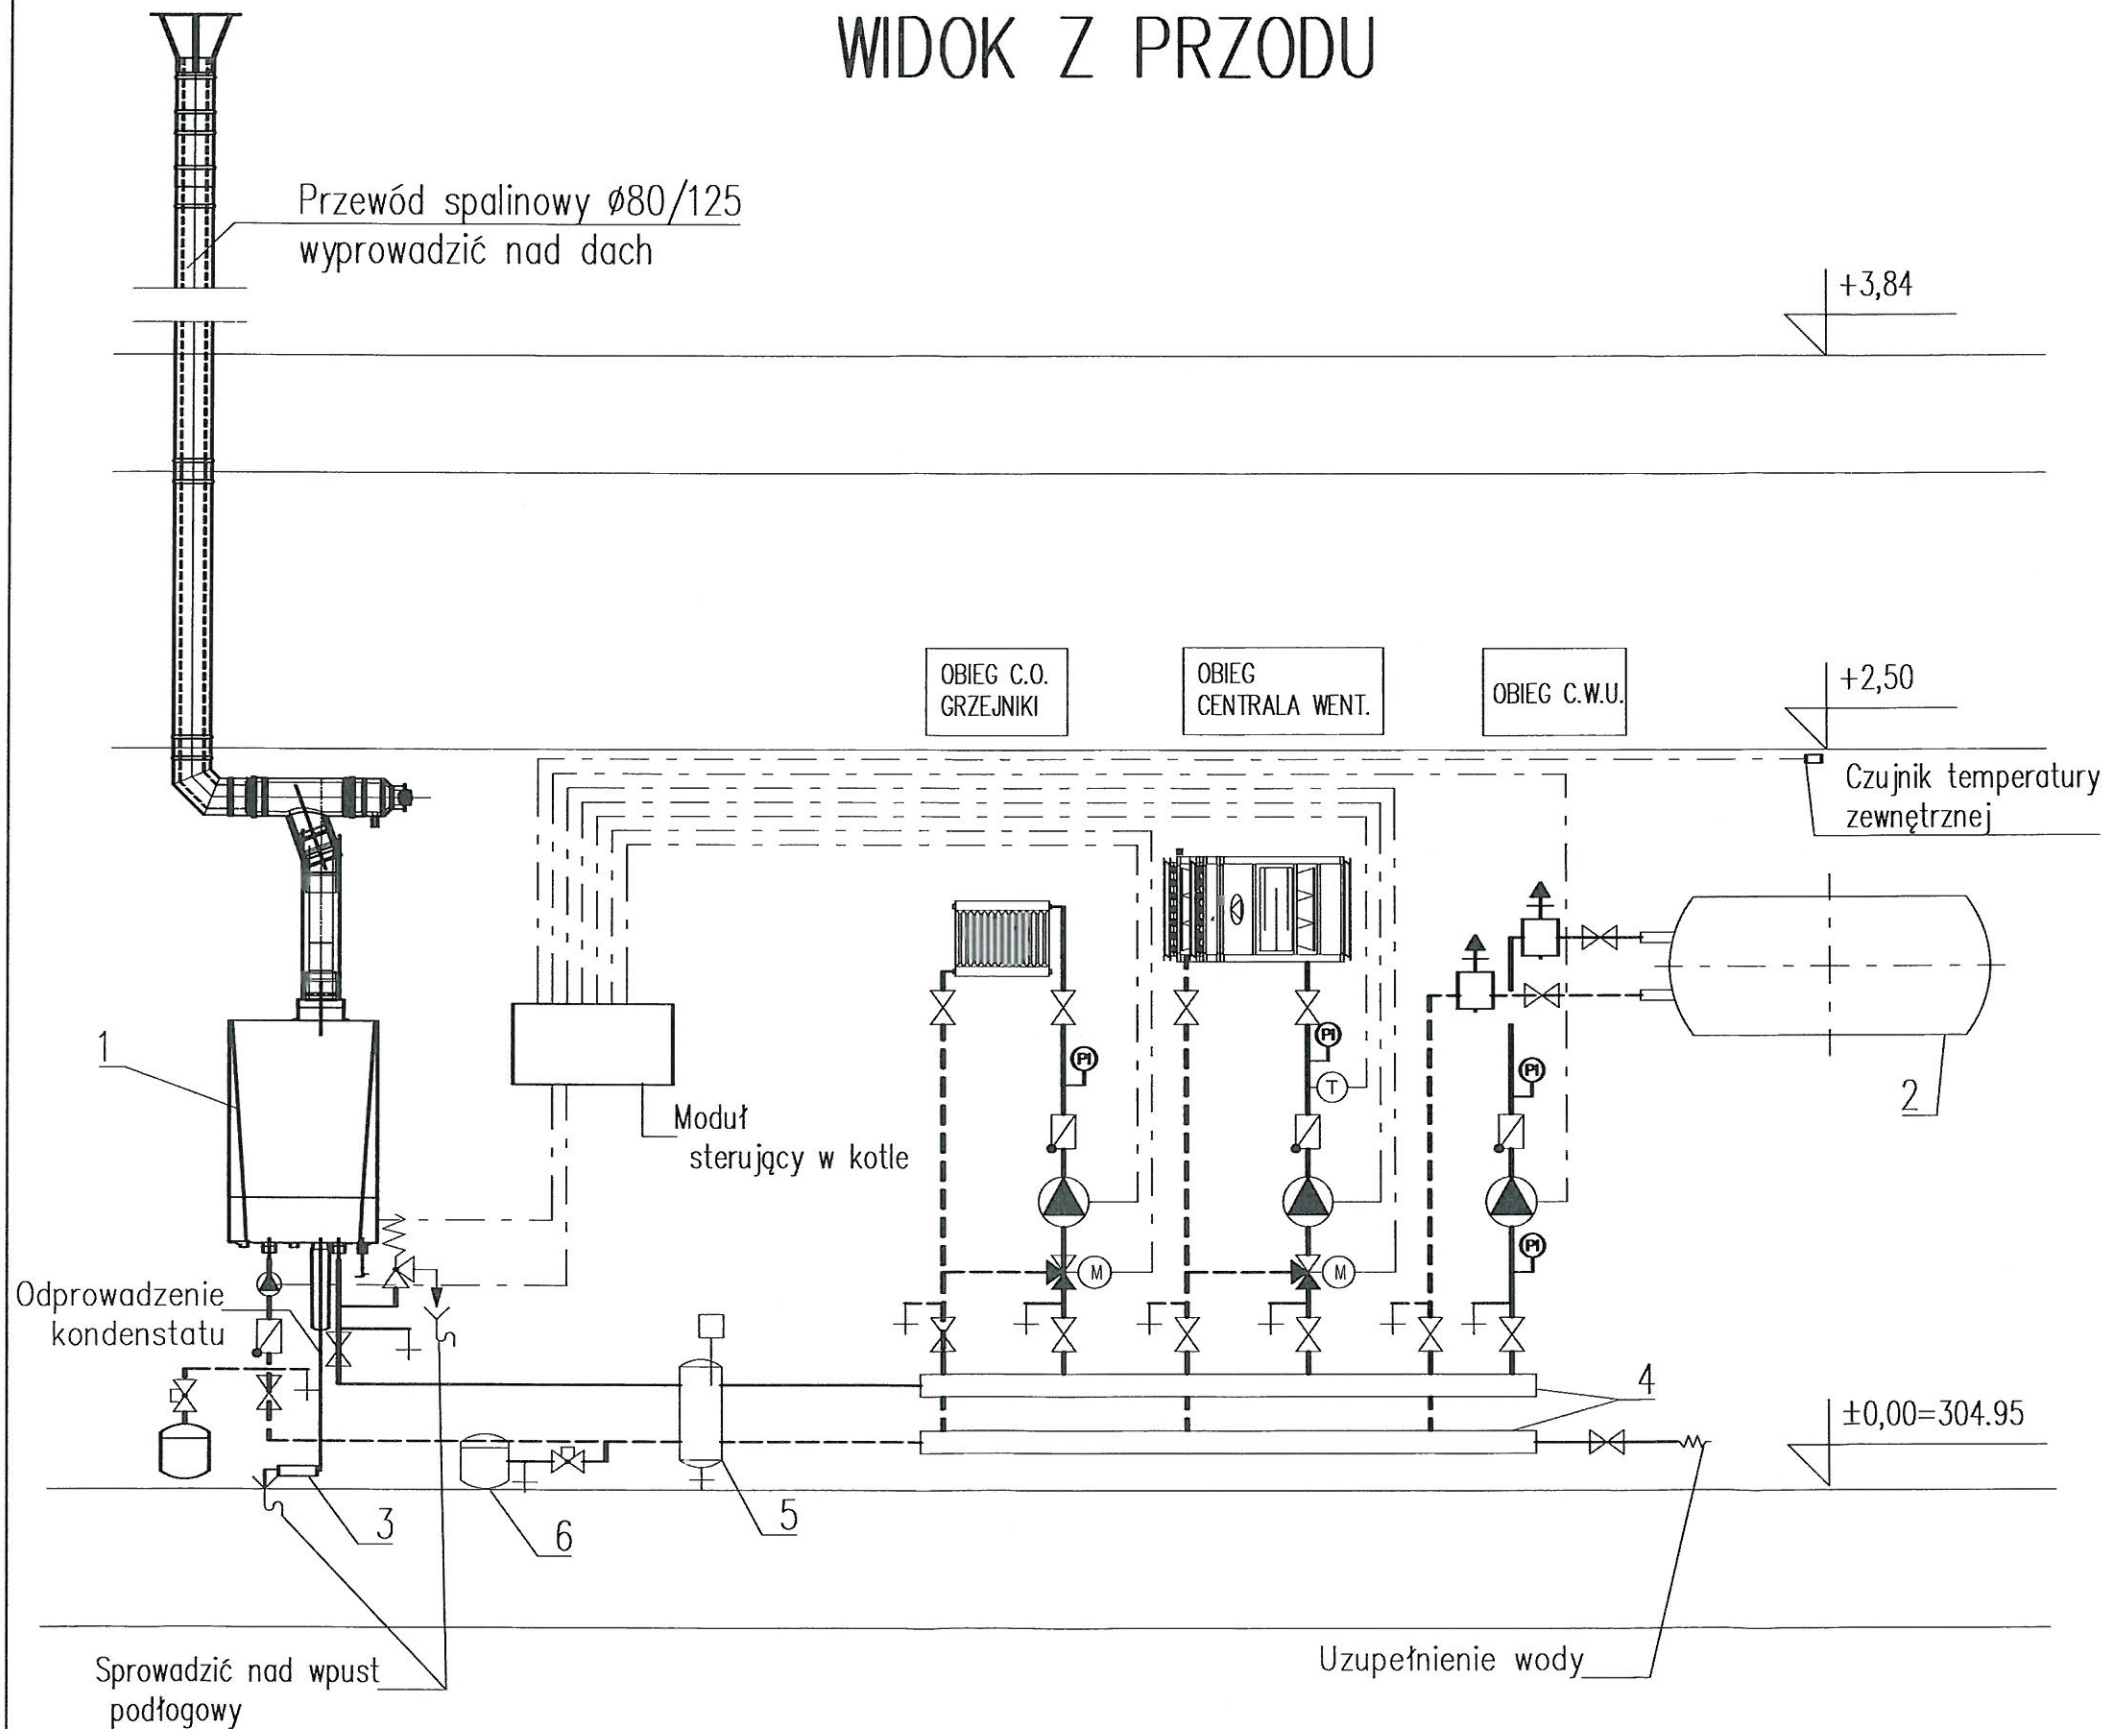 WIDOK Z PRZODU
Przewód spalinowy ø80/125
wyprowadzić nad dach
+3,84
OBIEG C.O.
GRZEJNIKI
OBIEG
CENTRALA WENT.
OBIEG C.W.U.
+2,50
Czujnik temperatury
zewnętrznej
1
PI
PI
T
PI
2
Moduł
sterujący w kotle
PI
M
M
Odprowadzenie
kondenstatu
4
±0,00=304.95
3
6
5
Uzupełnienie wody
Sprowadzić nad wpust
podłogowy